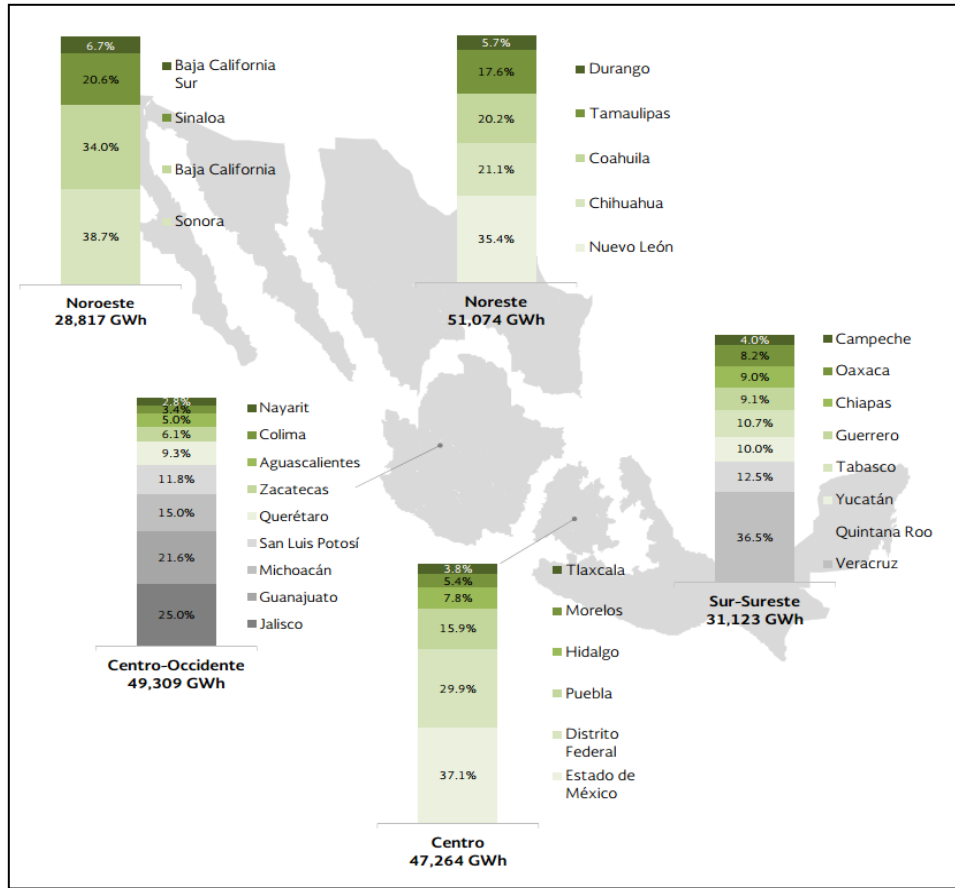 6.7%
20.6%
34.0%
38.7%
Baja California
Sur
Sinaloa
Baja California
Sonora
Noroeste
28,817 GWh
5.7%
17.6%
20.2%
21.1%
35.4%
Durango
Tamaulipas
Coahuila
Chihuahua
Nuevo León
Noreste
51,074 GWh
2.8%
3.4%
5.0%
6.1%
9.3%
11.8%
15.0%
21.6%
25.0%
Nayarit
Colima
Aguascalientes
Zacatecas
Querétaro
San Luis Potosí
Michoacán
Guanajuato
Jalisco
Centro-Occidente
49,309 GWh
3.8%
5.4%
7.8%
15.9%
29.9%
37.1%
Tlaxcala
Morelos
Hidalgo
Puebla
Distrito
Federal
Estado de
México
Centro
47,264 GWh
4.0%
8.2%
9.0%
9.1%
10.7%
10.0%
12.5%
36.5%
Campeche
Oaxaca
Chiapas
Guerrero
Tabasco
Yucatán
Quintana Roo
Veracruz
Sur-Sureste
31,123 GWh